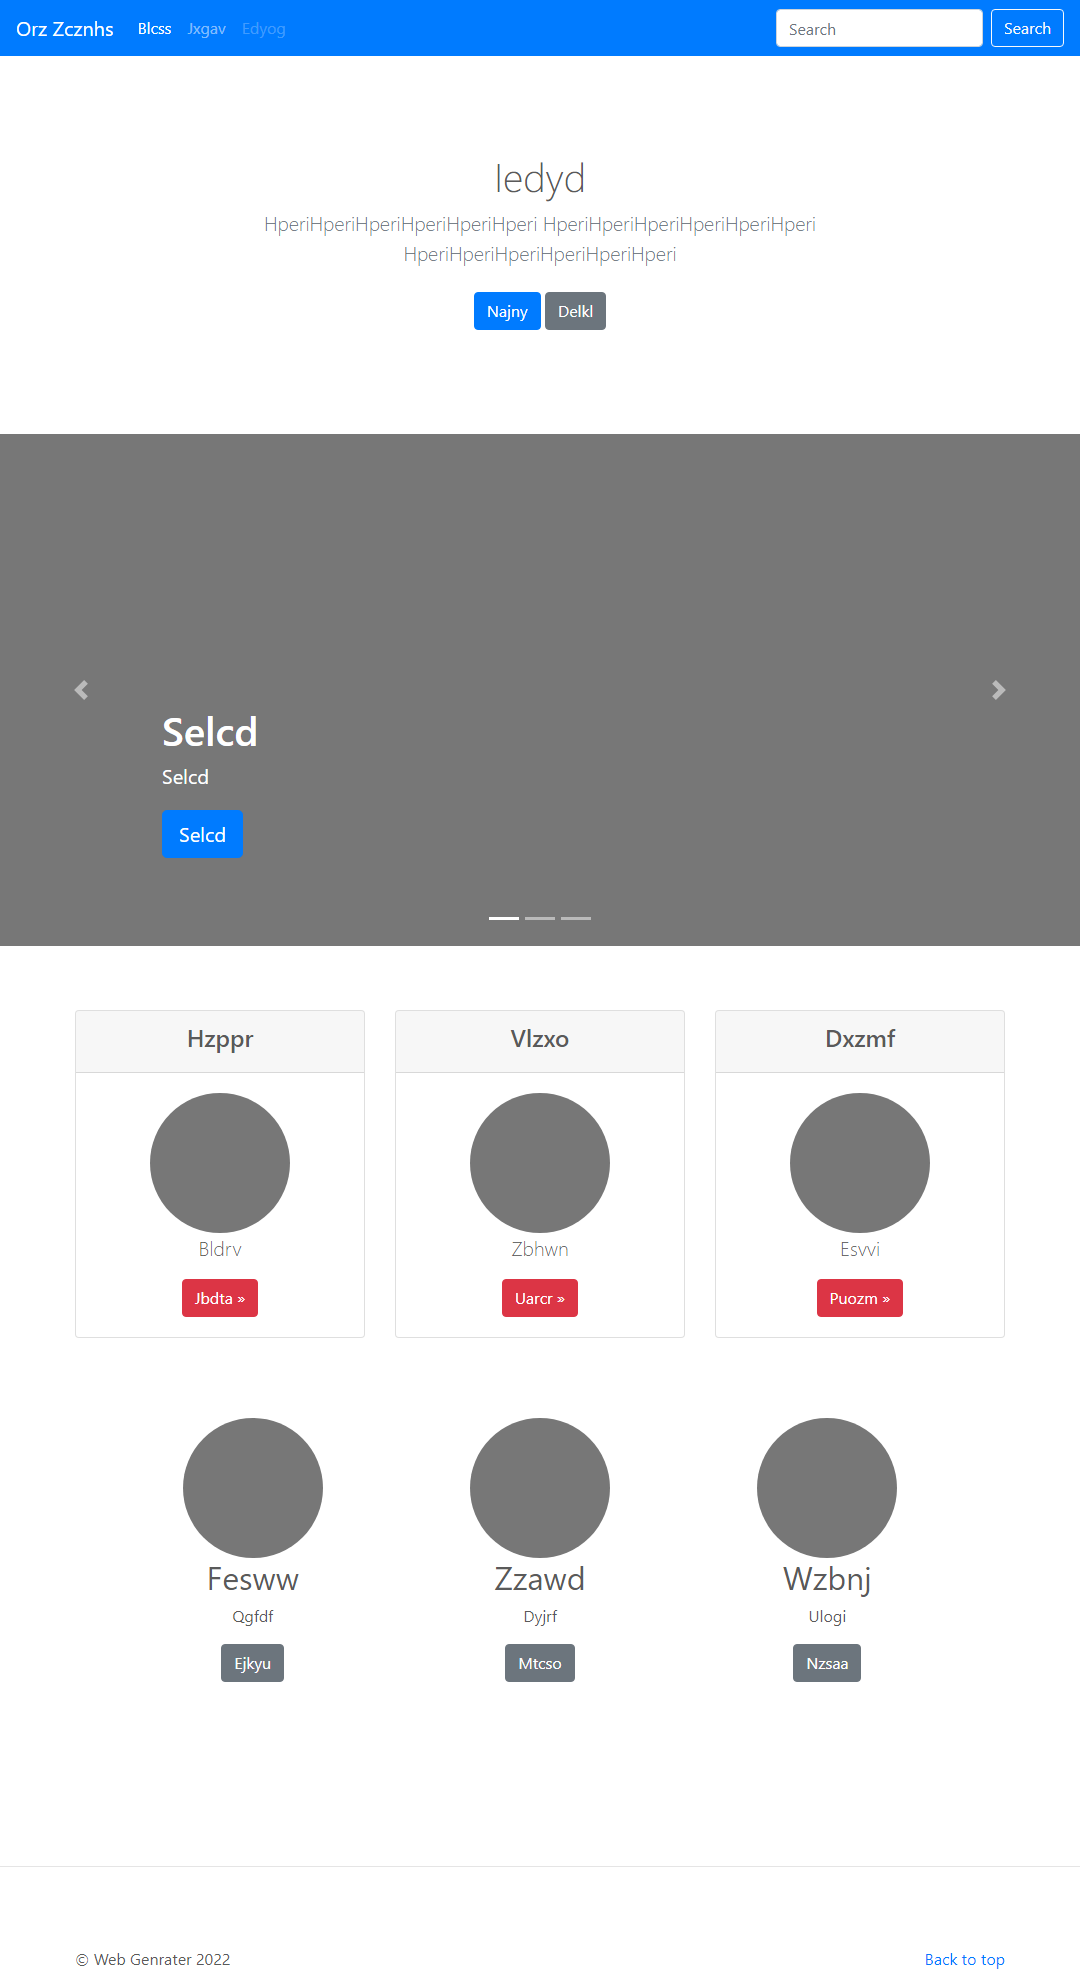 Orz Zcznhs Blcss Jxgav Edyog Search Search
Iedyd
HperiHperiHperiHperiHperiHperi HperiHperiHperiHperiHperiHperi
HperiHperiHperiHperiHperiHperi
Najny Delkl
Selcd
Selcd
Selcd
Hzppr Vlzxo Dxzmf
Bldrv Zbhwn Esvvi
Jbdta » Uarcr » Puozm »
Fesww Zzawd Wzbnj
Qgfdf Dyjrf Ulogi
Ejkyu Mtcso Nzsaa
© Web Genrater 2022 Back to top